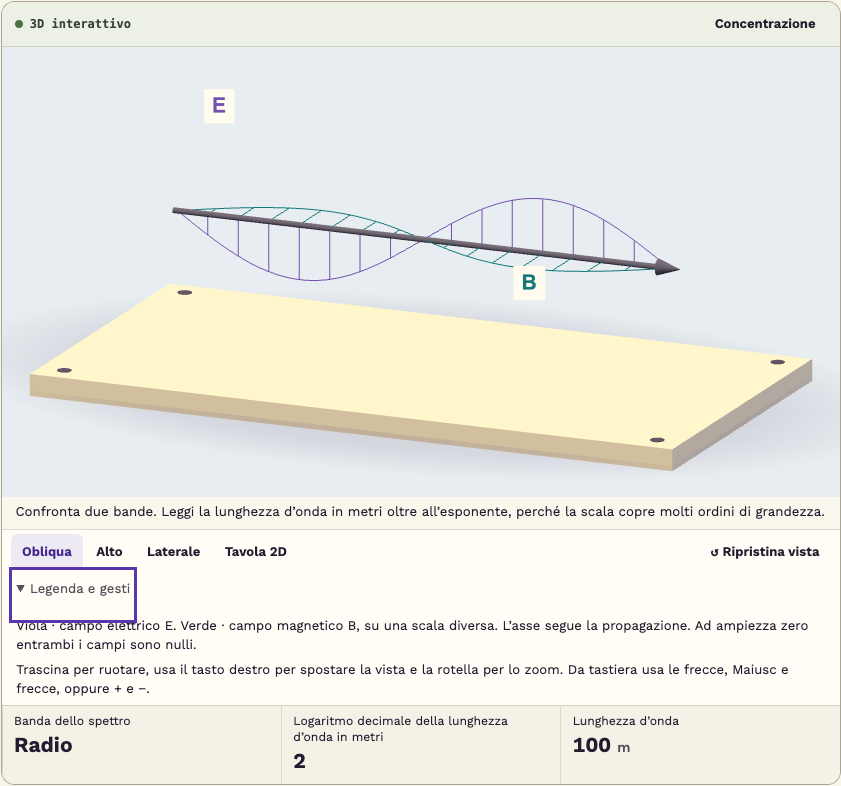 3D interattivo
Concentrazione
E
B
Confronta due bande. Leggi la lunghezza d’onda in metri oltre all’esponente, perché la scala copre molti ordini di grandezza.
Obliqua Alto Laterale Tavola 2D
↺ Ripristina vista
▼ Legenda e gesti
Viola · campo elettrico E. Verde · campo magnetico B, su una scala diversa. L’asse segue la propagazione. Ad ampiezza zero
entrambi i campi sono nulli.
Trascina per ruotare, usa il tasto destro per spostare la vista e la rotella per lo zoom. Da tastiera usa le frecce, Maiusc e
frecce, oppure + e −.
Banda dello spettro
Radio
Logaritmo decimale della lunghezza
d’onda in metri
2
Lunghezza d’onda
100 m